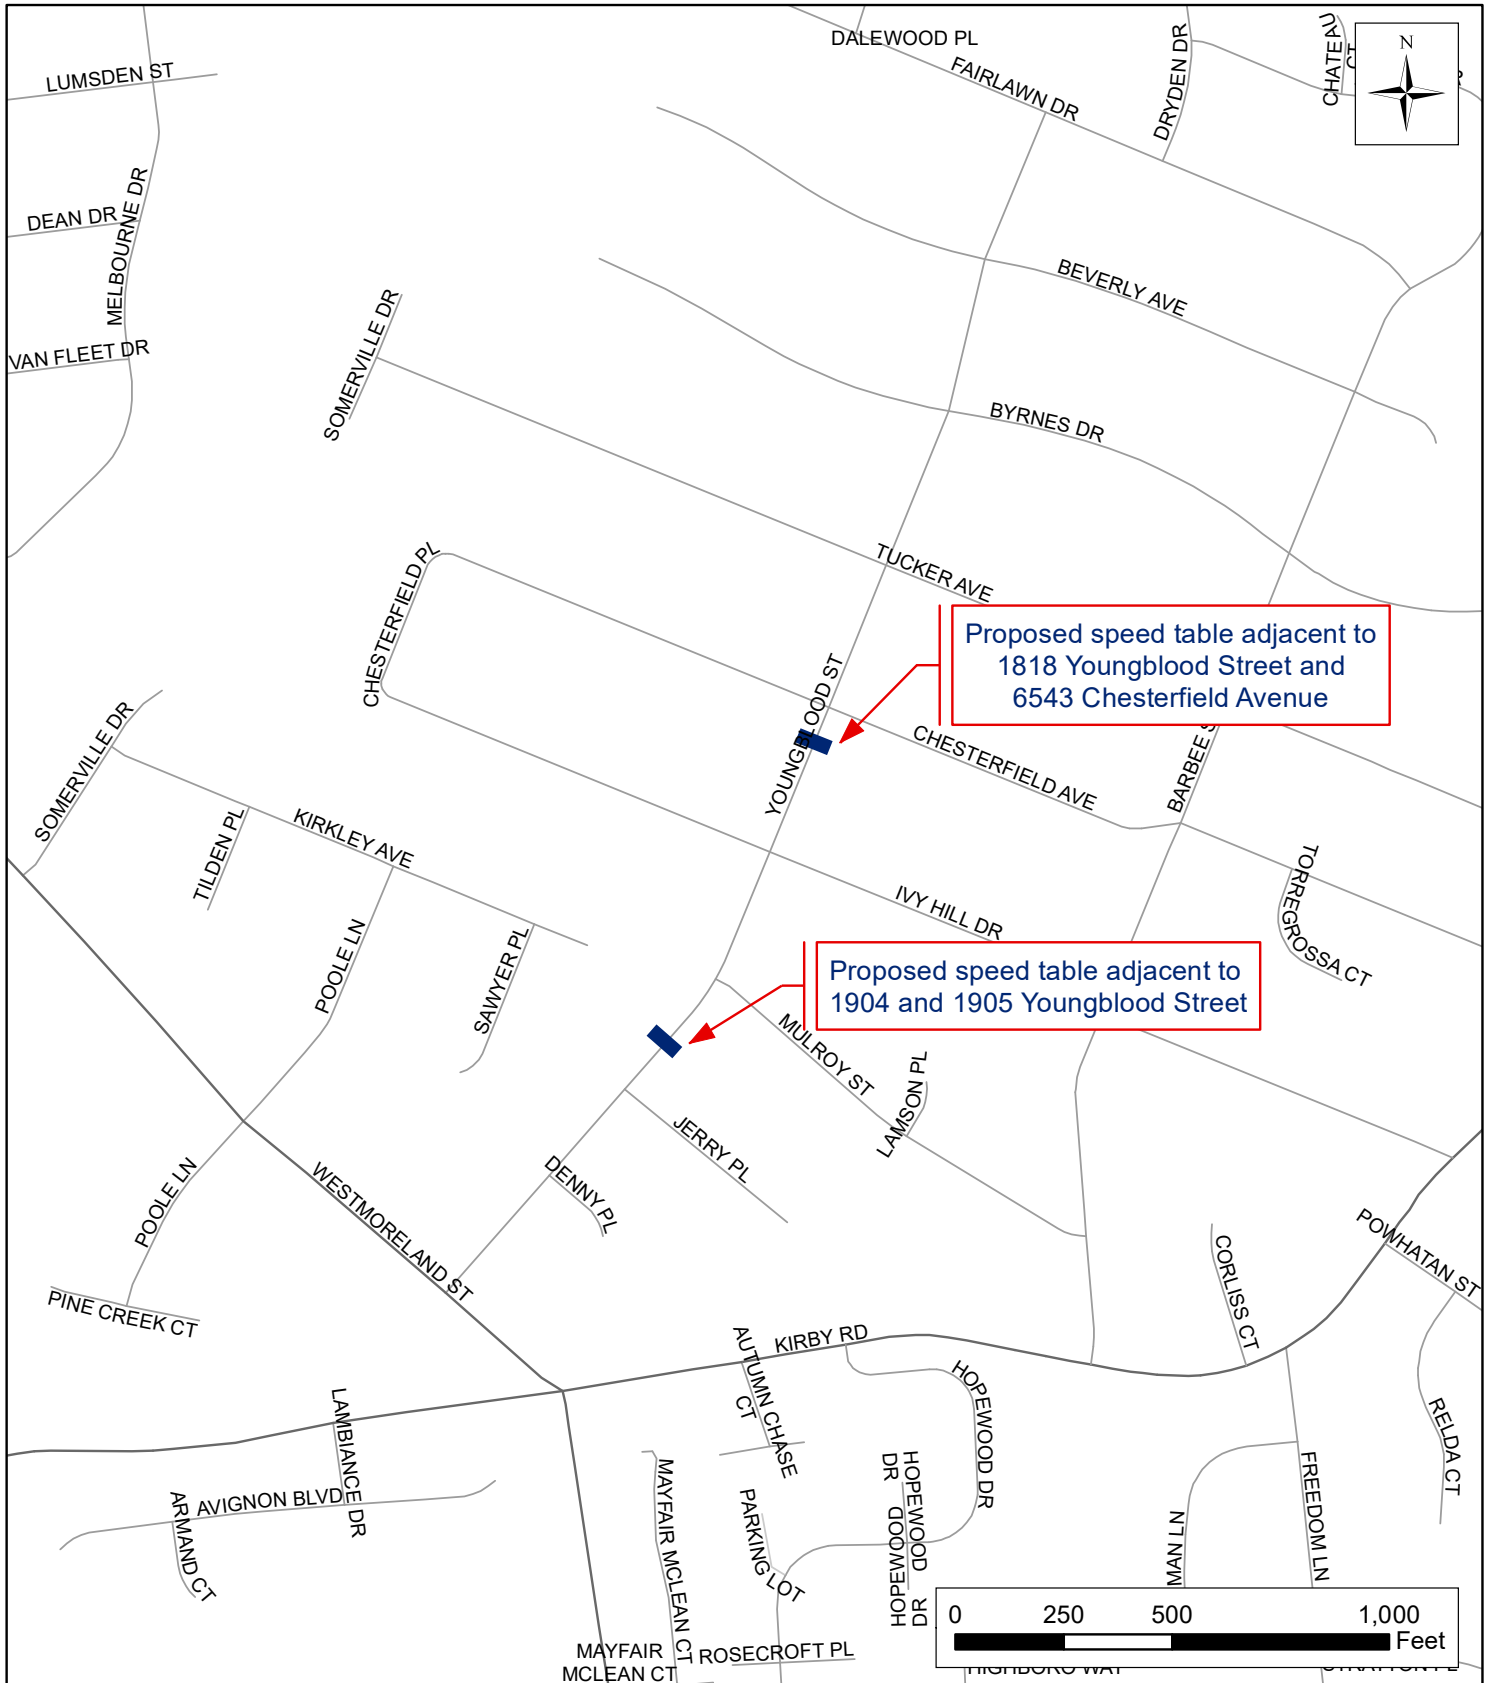 DALEWOOD PL
FAIRLAWN DR
DRYDEN DR
CHATEAU
CT
N
LUMSDEN ST
DEAN DR
MELBOURNE DR
VAN FLEET DR
SOMERVILLE DR
BEVERLY AVE
BYRNES DR
TUCKER AVE
CHESTERFIELD PL
Proposed speed table adjacent to
1818 Youngblood Street and
6543 Chesterfield Avenue
YOUNGBLOOD ST
CHESTERFIELD AVE
BARBEE
SOMERVILLE DR
TILDEN PL
KIRKLEY AVE
POOLE LN
SAWYER PL
IVY HILL DR
TORREGROSSA CT
Proposed speed table adjacent to
1904 and 1905 Youngblood Street
MULROY ST
LAMSON PL
JERRY PL
DENNY PL
POOLE LN
WESTMORELAND ST
PINE CREEK CT
POWHATAN ST
CORLISS CT
KIRBY RD
AUTUMN CHASE
CT
HOPEWOOD DR
RELDA CT
LAMBIANCE DR
AVIGNON BLVD
ARMAND CT
MAYFAIR MCLEAN CT
PARKING LOT
HOPEWOOD
DR
HOPEWOOD
DR
MAN LN
FREEDOM LN
MAYFAIR
MCLEAN CT
ROSECROFT PL
0 250 500 1,000
Feet